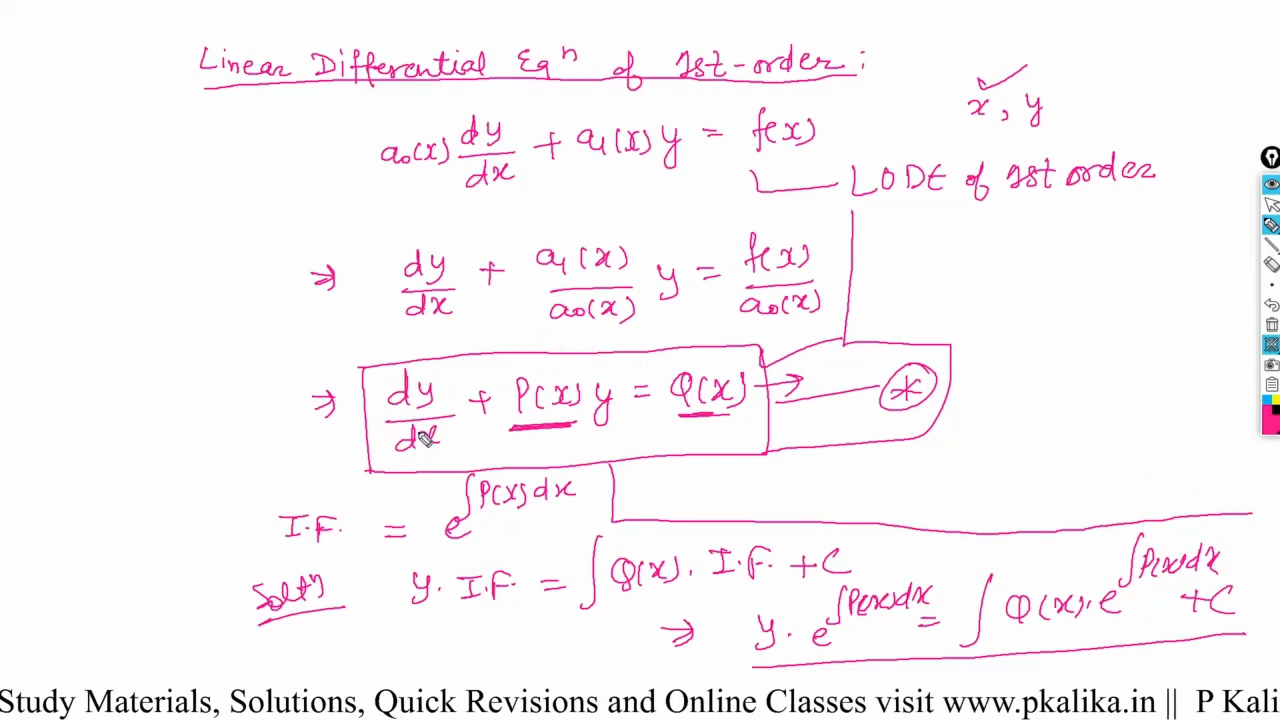 Linear Differential Eqⁿ of 1st-order :
x, y
a₀(x) dy/dx + a₁(x) y = f(x)
LODE of 1st order
⇒ dy/dx + a₁(x)/a₀(x) y = f(x)/a₀(x)
⇒ dy/dx + P(x) y = Q(x) → *
I.F. = e^∫P(x)dx
Solⁿ y. I.F. = ∫ Q(x). I.F. + C
⇒ y. e^∫P(x)dx = ∫ Q(x). e^∫P(x)dx + C
Study Materials, Solutions, Quick Revisions and Online Classes visit www.pkalika.in || P Kali